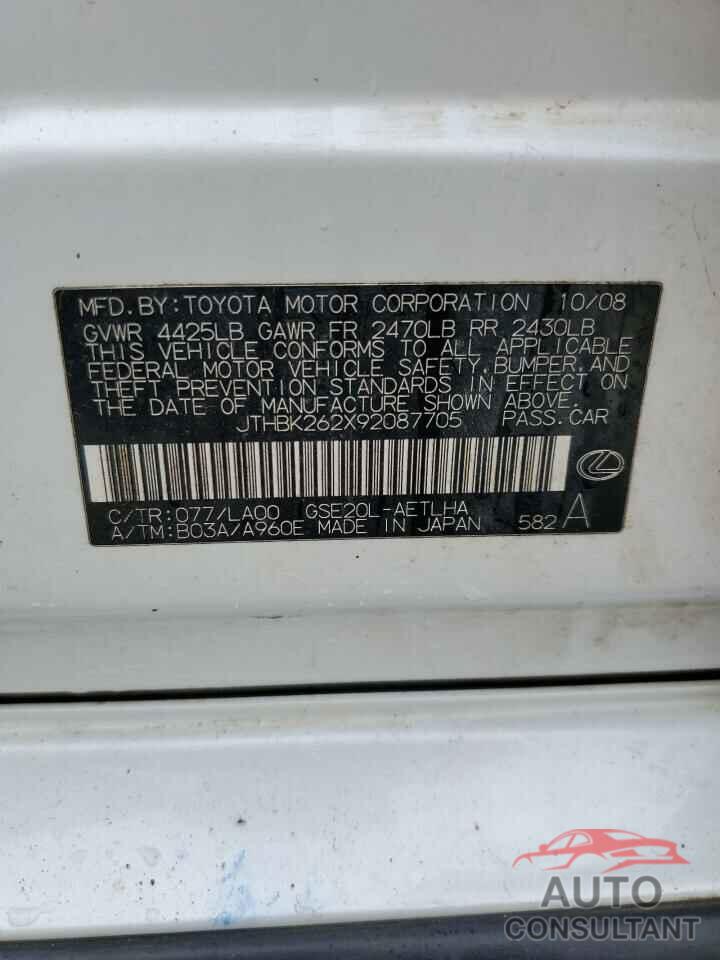 MFD.BY:TOYOTA MOTOR CORPORATION 10/08
GVWR 4425LB GAWR FR 2470LB RR 2430LB
THIS VEHICLE CONFORMS TO ALL APPLICABLE
FEDERAL MOTOR VEHICLE SAFETY,BUMPER,AND
THEFT PREVENTION STANDARDS IN EFFECT ON
THE DATE OF MANUFACTURE SHOWN ABOVE.
JTHBK262X92087705 PASS.CAR
C/TR:077/LA00 GSE20L-AETLHA
A/TM:B03A/A960E MADE IN JAPAN 582 A
AUTO
CONSULTANT